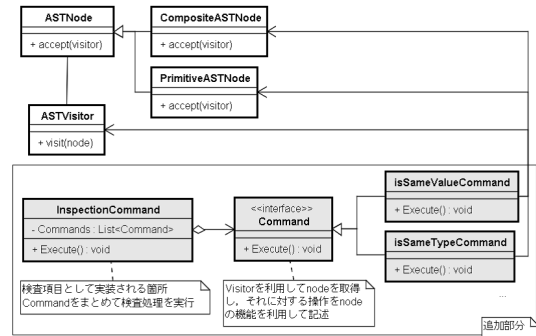 ASTNode
+ accept(visitor)
CompositeASTNode
+ accept(visitor)
PrimitiveASTNode
+ accept(visitor)
ASTVisitor
+ visit(node)
InspectionCommand
- Commands : List<Command>
+ Execute() : void
<<interface>>
Command
+ Execute() : void
isSameValueCommand
+ Execute() : void
isSameTypeCommand
+ Execute() : void
検査項目として実装される箇所
Commandをまとめて検査処理を実行
Visitorを利用してnodeを取得
し，それに対する操作をnode
の機能を利用して記述
...
追加部分